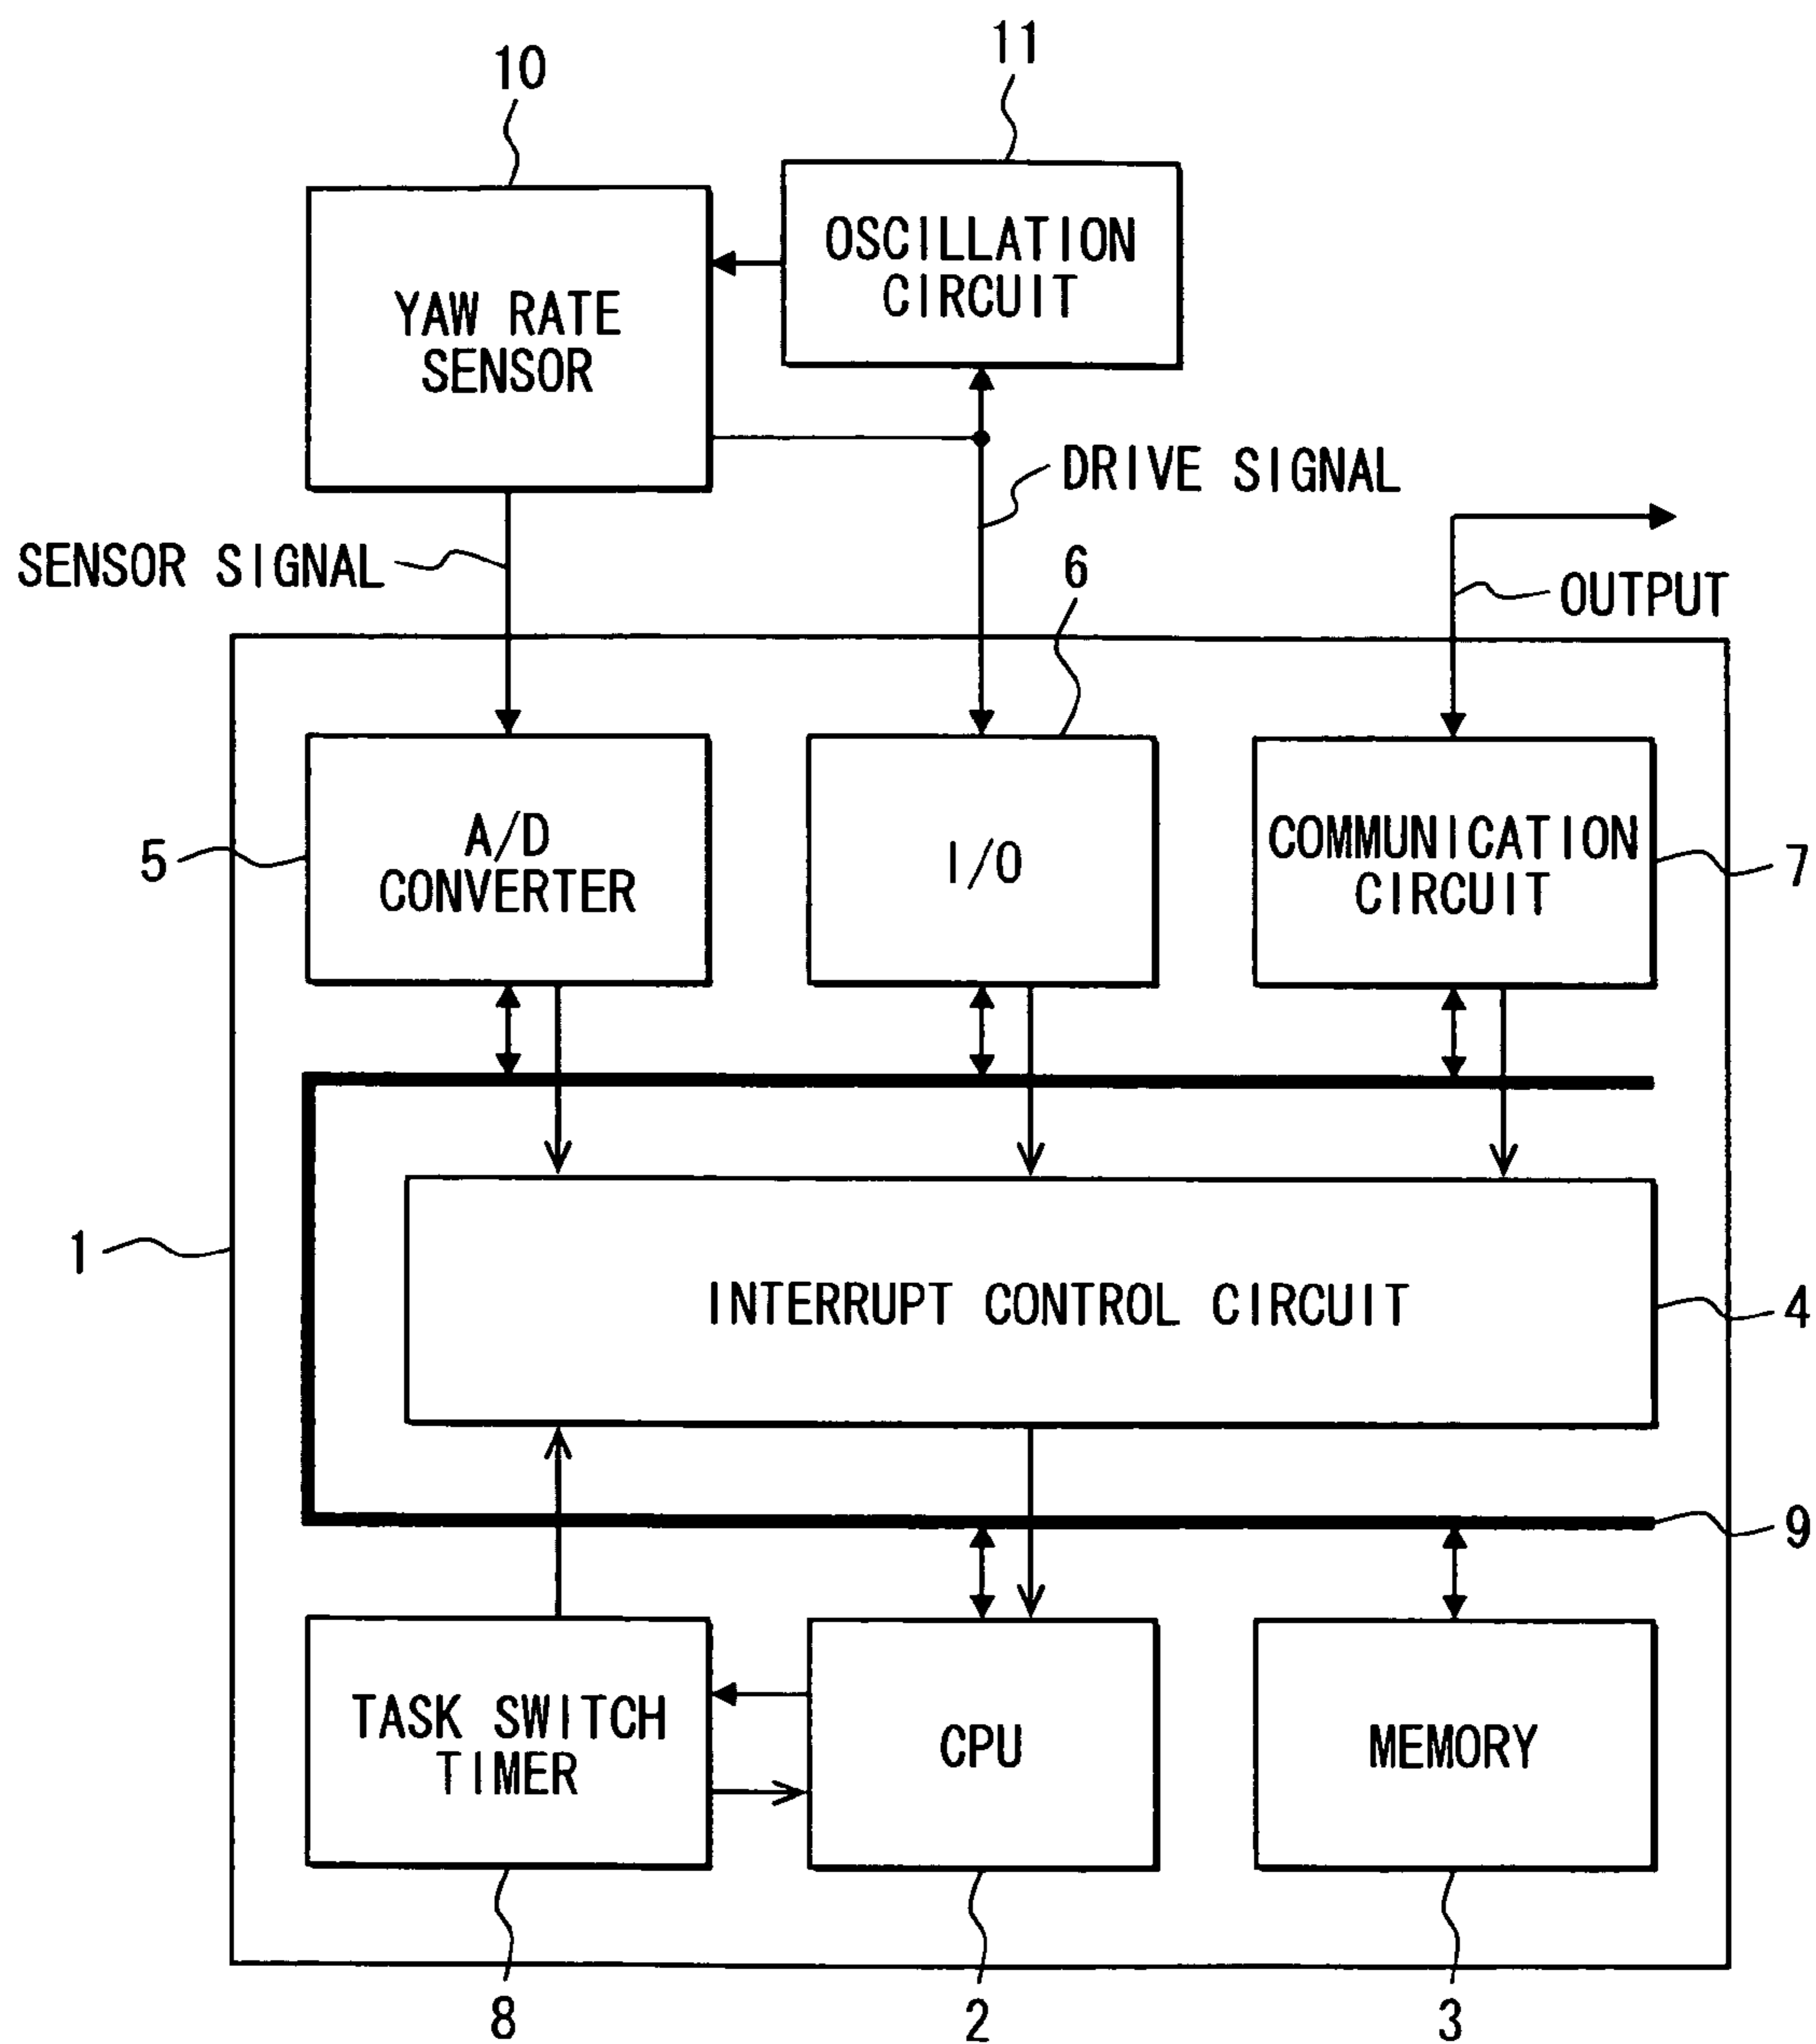 11
10
OSCILLATION
CIRCUIT
YAW RATE
SENSOR
DRIVE SIGNAL
SENSOR SIGNAL
6
OUTPUT
A/D
CONVERTER
I/O
COMMUNICATION
CIRCUIT
5
7
1
INTERRUPT CONTROL CIRCUIT
4
9
TASK SWITCH
TIMER
CPU
MEMORY
8
2
3